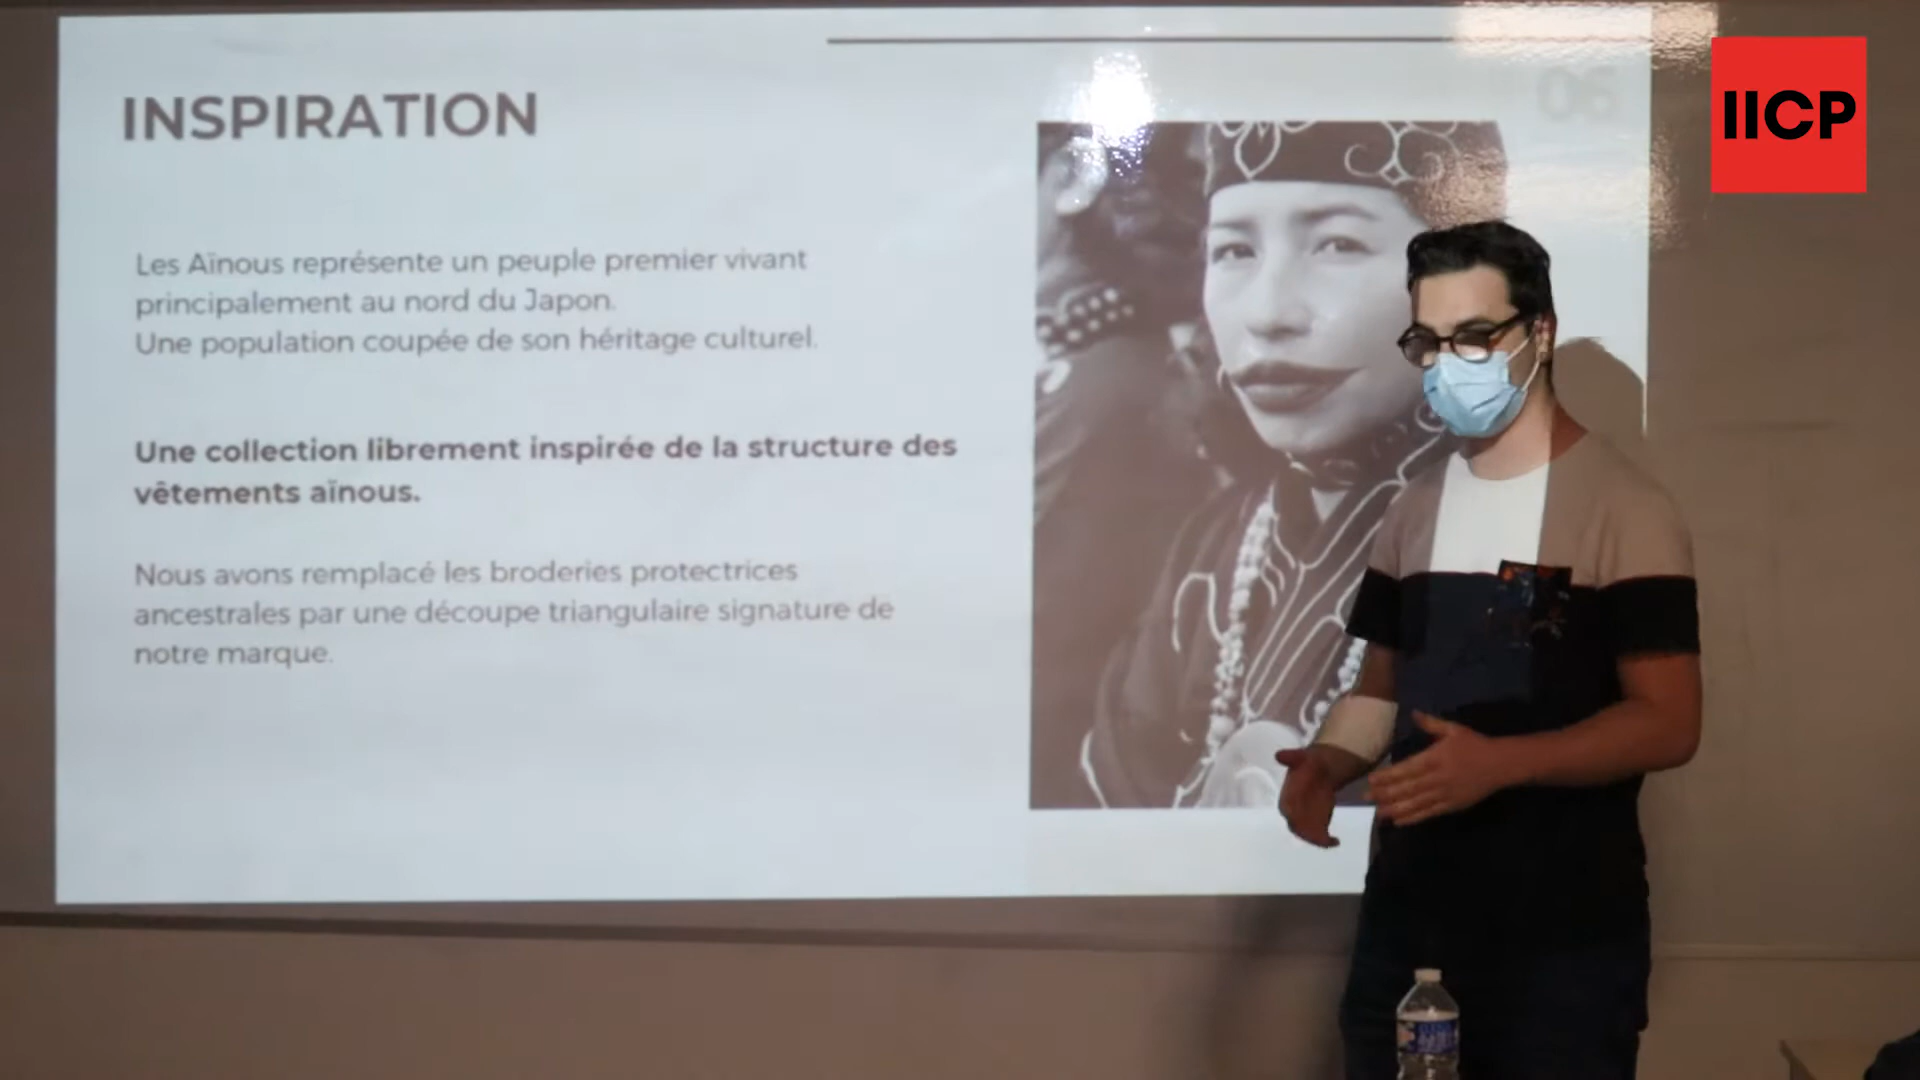 IICP
06
INSPIRATION
Les Aïnous représente un peuple premier vivant
principalement au nord du Japon.
Une population coupée de son héritage culturel.
Une collection librement inspirée de la structure des
vêtements aïnous.
Nous avons remplacé les broderies protectrices
ancestrales par une découpe triangulaire signature de
notre marque.